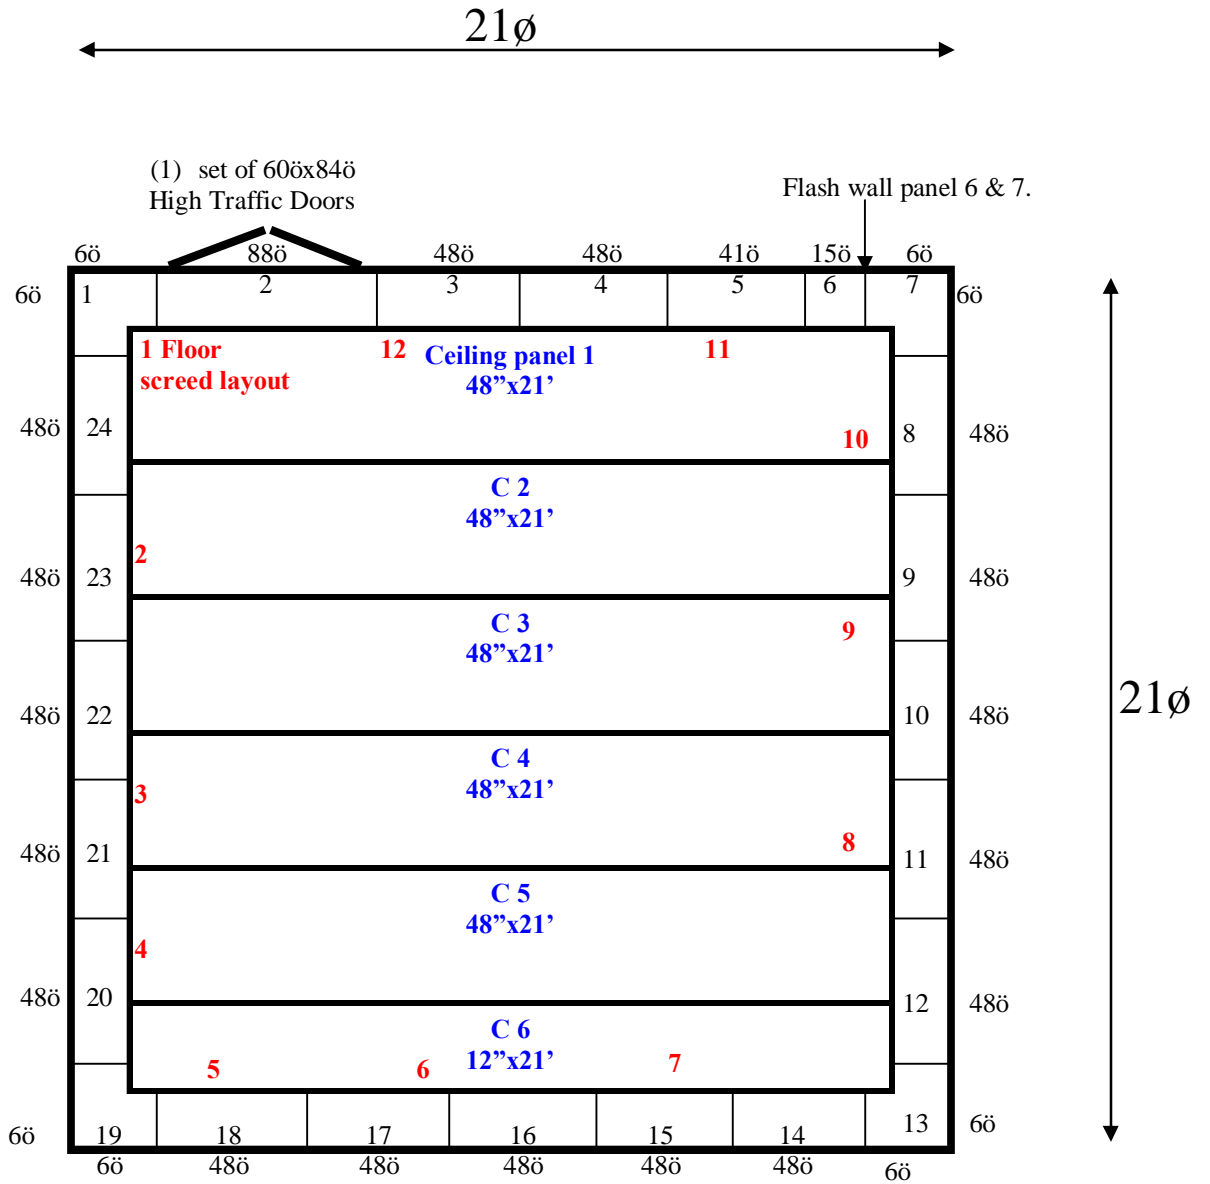 21ø
(1) set of 60öx84ö
High Traffic Doors
Flash wall panel 6 & 7.
6ö 88ö 48ö 48ö 41ö 15ö 6ö
6ö 1 2 3 4 5 6 7 6ö
1 Floor
screed layout
12
Ceiling panel 1
48”x21’
11
10
48ö 24 8 48ö
C 2
48”x21’
2
48ö 23 9 48ö
C 3
48”x21’
9
48ö 22 10 48ö
21ø
C 4
48”x21’
3
8
48ö 21 11 48ö
C 5
48”x21’
4
48ö 20 12 48ö
C 6
12”x21’
5 6 7
6ö 19 18 17 16 15 14 13 6ö
6ö 48ö 48ö 48ö 48ö 48ö 6ö